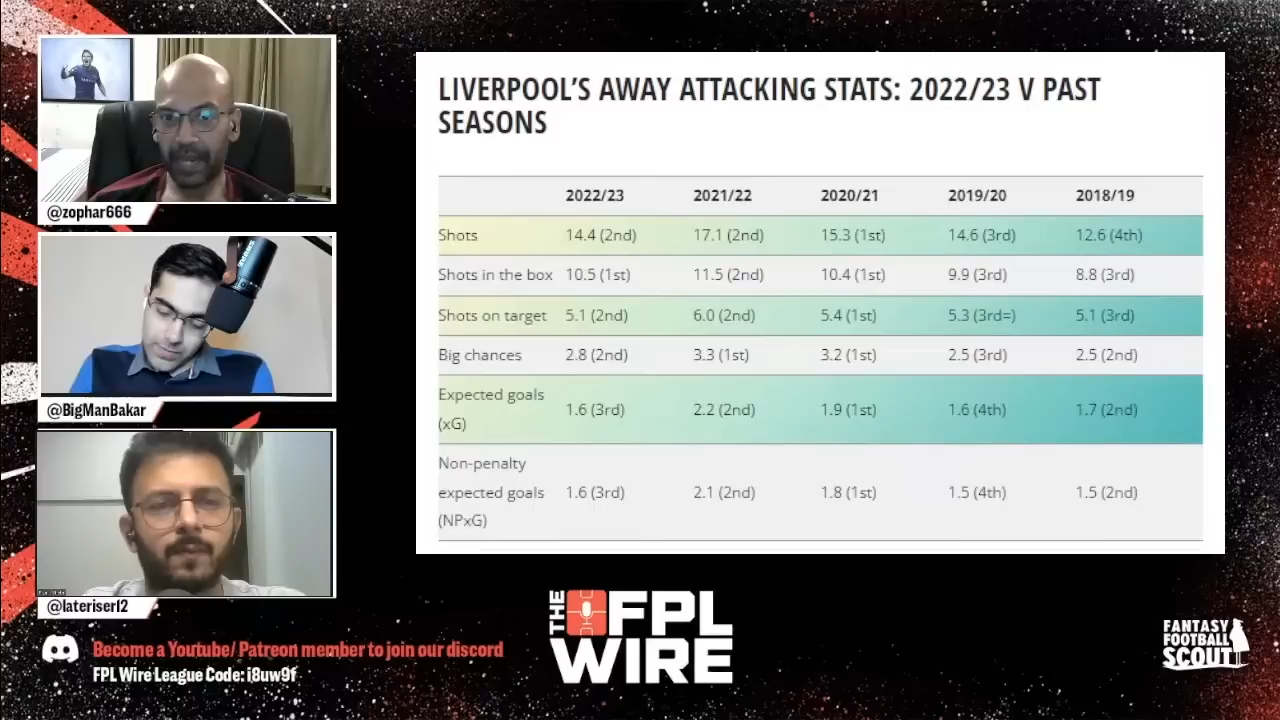 @zophar666
@BigManBakar
@lateriser12
LIVERPOOL'S AWAY ATTACKING STATS: 2022/23 V PAST
SEASONS
2022/23 2021/22 2020/21 2019/20 2018/19
Shots 14.4 (2nd) 17.1 (2nd) 15.3 (1st) 14.6 (3rd) 12.6 (4th)
Shots in the box 10.5 (1st) 11.5 (2nd) 10.4 (1st) 9.9 (3rd) 8.8 (3rd)
Shots on target 5.1 (2nd) 6.0 (2nd) 5.4 (1st) 5.3 (3rd=) 5.1 (3rd)
Big chances 2.8 (2nd) 3.3 (1st) 3.2 (1st) 2.5 (3rd) 2.5 (2nd)
Expected goals
(xG) 1.6 (3rd) 2.2 (2nd) 1.9 (1st) 1.6 (4th) 1.7 (2nd)
Non-penalty
expected goals 1.6 (3rd) 2.1 (2nd) 1.8 (1st) 1.5 (4th) 1.5 (2nd)
(NPxG)
Become a Youtube/ Patreon member to join our discord
FPL Wire League Code: i8uw9f
THE FPL
WIRE
FANTASY
FOOTBALL
SCOUT